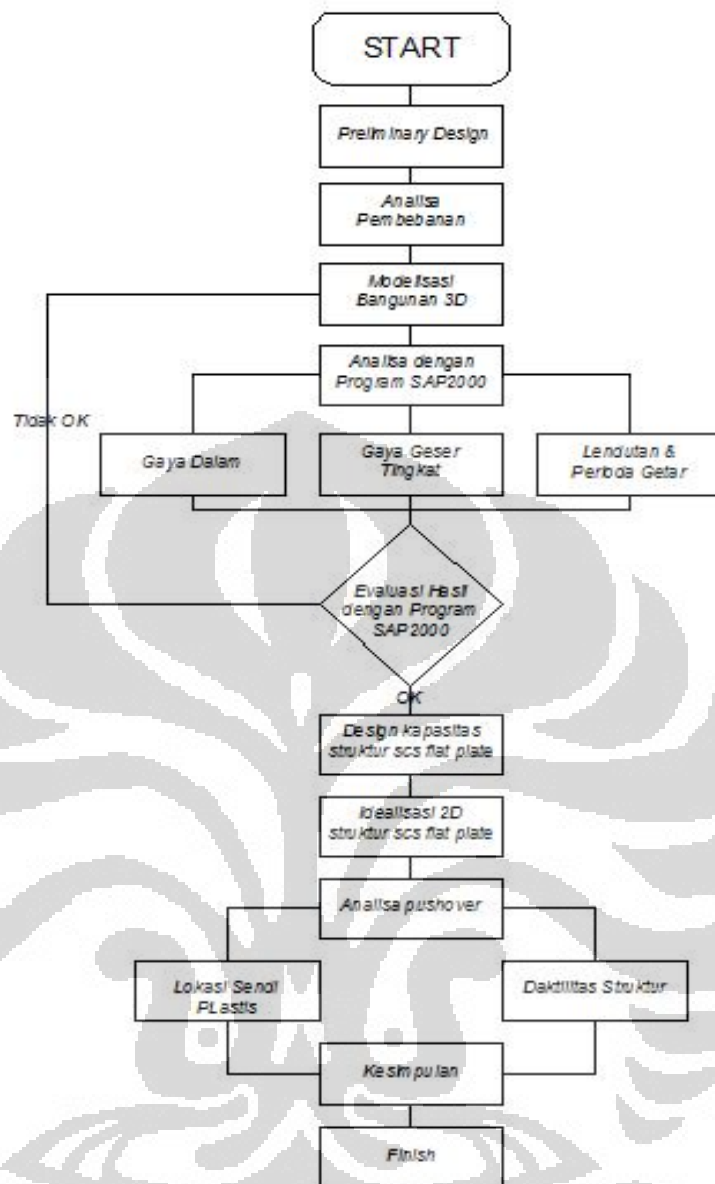 START
Preliminary Design
Analisa
Pembebanan
Modelisasi
Bangunan 3D
Analisa dengan
Program SAP2000
Tidak OK
Gaya Dalam
Gaya Geser
Tingkat
Lendutan &
Perioda Getar
Evaluasi Hasil
dengan Program
SAP2000
OK
Design kapasitas
struktur scs flat plate
Idealisasi 2D
struktur scs flat plate
Analisa pushover
Lokasi Sendi
PLastis
Daktilitas Struktur
Kesimpulan
Finish